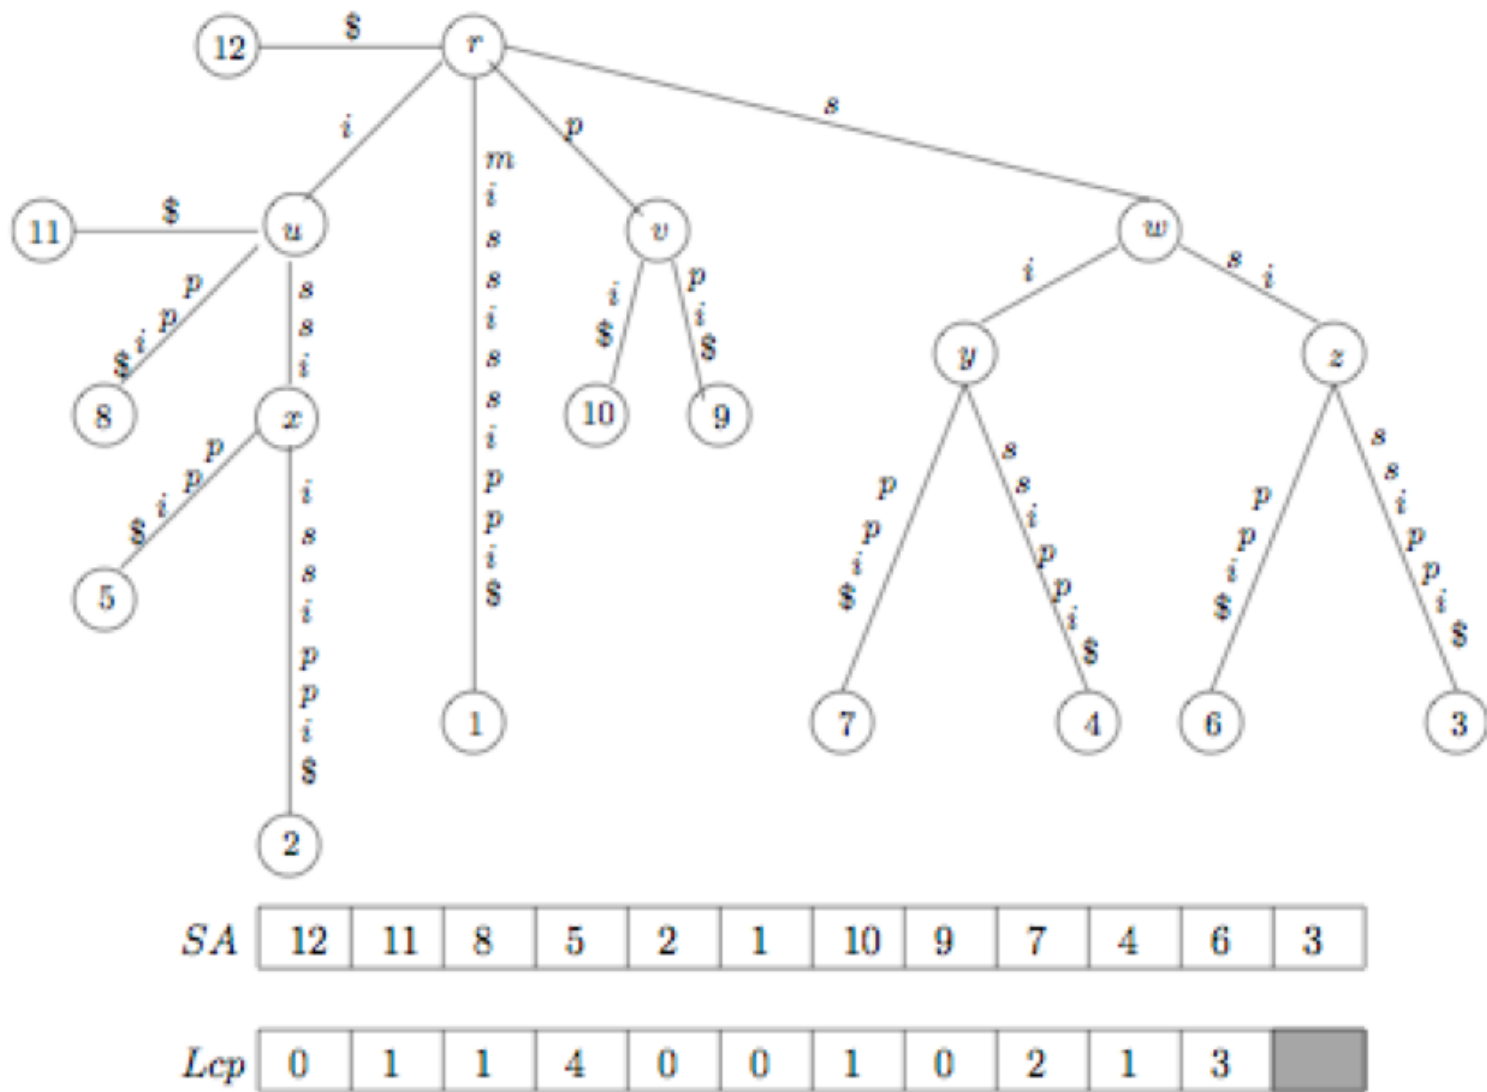 12
$
r
i
m i s s i s s i p p i $
p
s
11
$
u
v
w
p p i $
s s i
i $
p i $
i
s i
8
x
10
9
y
z
p p i $
i s s i p p i $
p p i $
s s i p p i $
p p i $
s s i p p i $
5
1
7
4
6
3
2
SA 12 11 8 5 2 1 10 9 7 4 6 3
Lcp 0 1 1 4 0 0 1 0 2 1 3